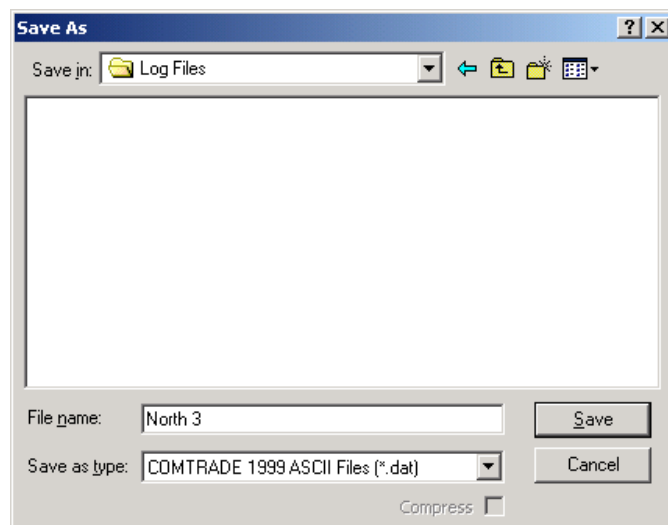 Save As
Save in: Log Files
File name: North 3 Save
Save as type: COMTRADE 1999 ASCII Files (*.dat) Cancel
Compress